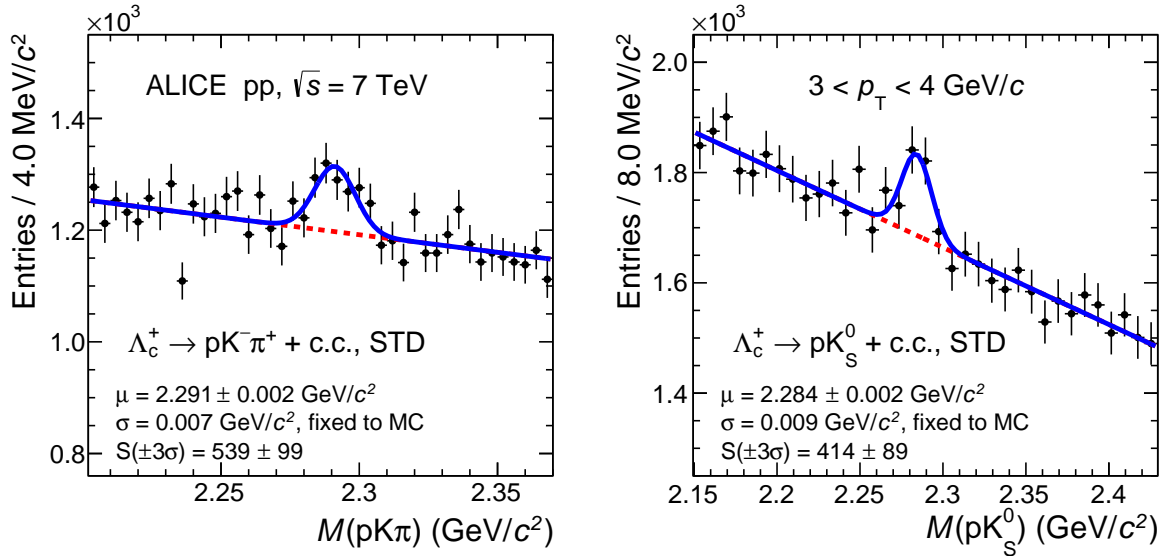 ×10³
Entries / 4.0 MeV/c²
1.4
1.2
1.0
0.8
ALICE pp, √s = 7 TeV
Λc⁺ → pK⁻π⁺ + c.c., STD
μ = 2.291 ± 0.002 GeV/c²
σ = 0.007 GeV/c², fixed to MC
S(±3σ) = 539 ± 99
2.25 2.3 2.35
M(pKπ) (GeV/c²)
×10³
Entries / 8.0 MeV/c²
2.0
1.8
1.6
1.4
3 < p_T < 4 GeV/c
Λc⁺ → pK⁰_S + c.c., STD
μ = 2.284 ± 0.002 GeV/c²
σ = 0.009 GeV/c², fixed to MC
S(±3σ) = 414 ± 89
2.15 2.2 2.25 2.3 2.35 2.4
M(pK⁰_S) (GeV/c²)